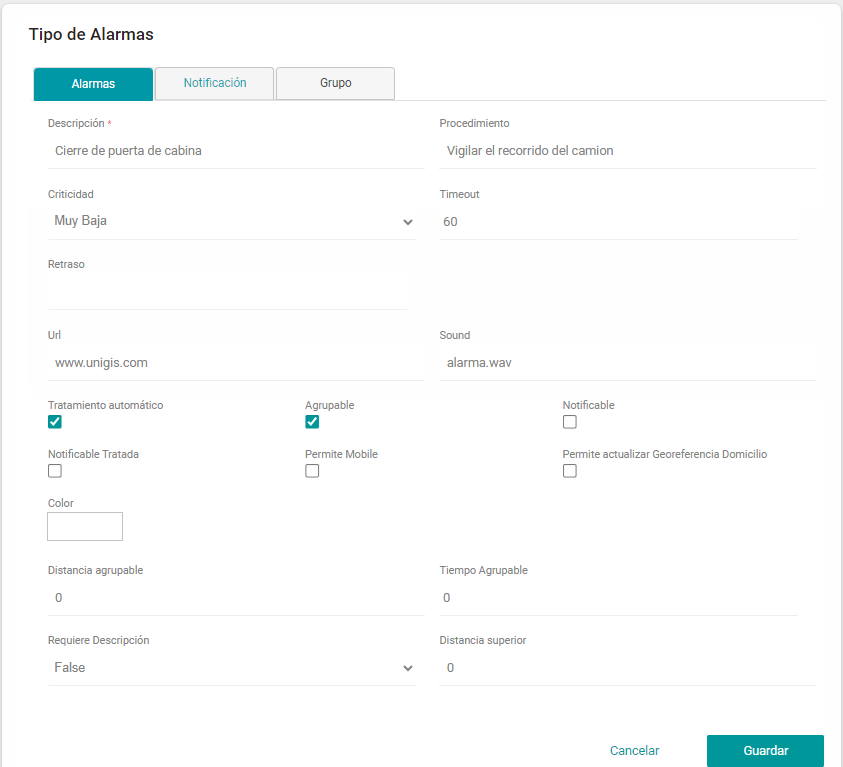 Tipo de Alarmas
Alarmas Notificación Grupo
Descripción * Procedimiento
Cierre de puerta de cabina Vigilar el recorrido del camion
Criticidad Timeout
Muy Baja 60
Retraso
Url Sound
www.unigis.com alarma.wav
Tratamiento automático Agrupable Notificable
Notificable Tratada Permite Mobile Permite actualizar Georeferencia Domicilio
Color
Distancia agrupable Tiempo Agrupable
0 0
Requiere Descripción Distancia superior
False 0
Cancelar Guardar